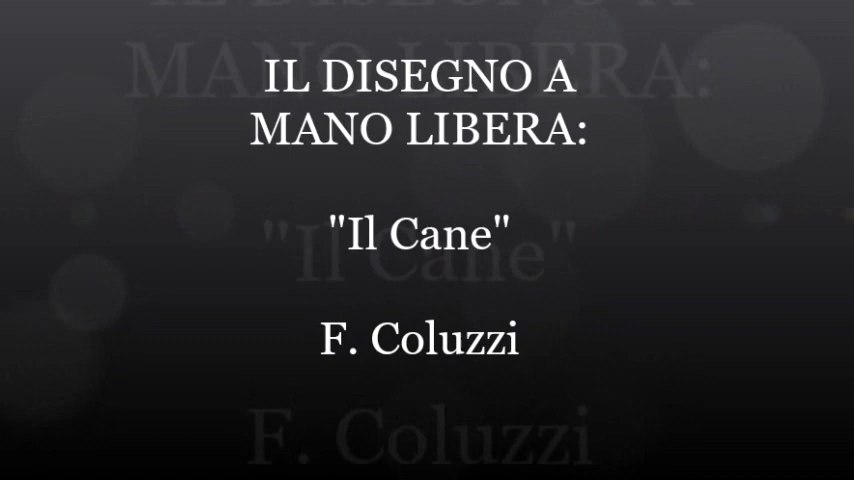 IL DISEGNO A
MANO LIBERA:
"Il Cane"
F. Coluzzi